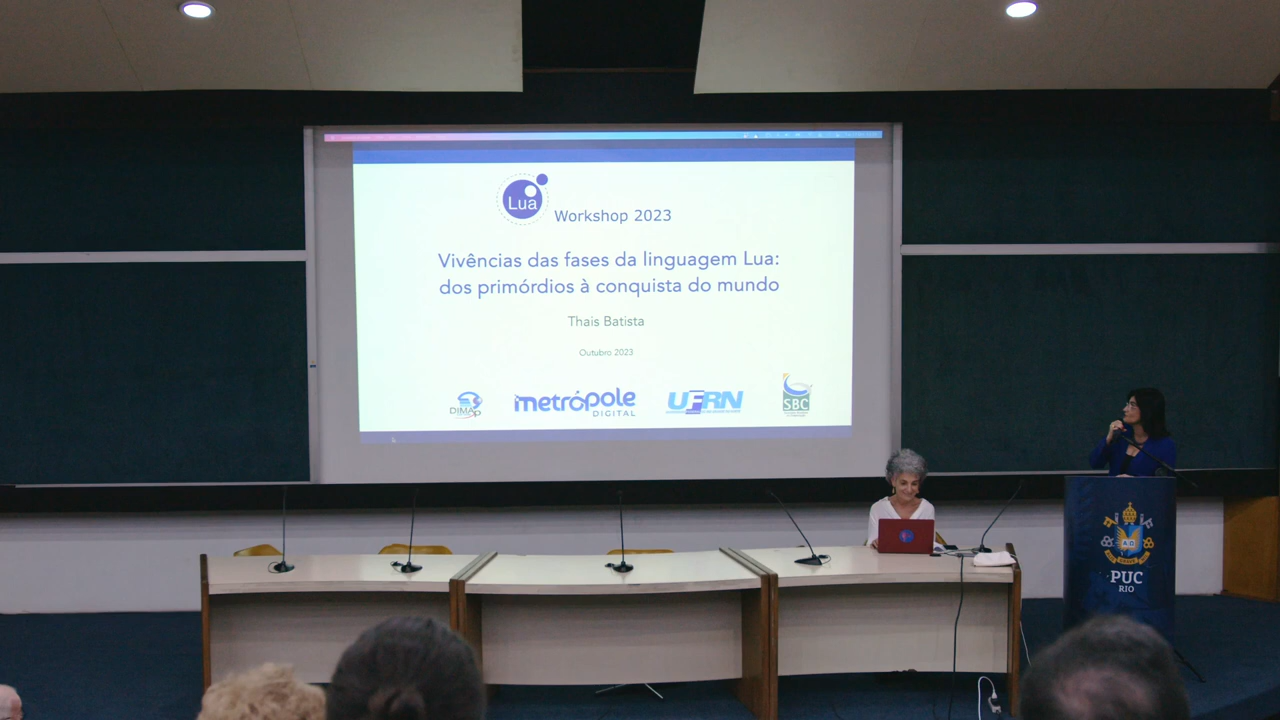 Lua
Workshop 2023
Vivências das fases da linguagem Lua:
dos primórdios à conquista do mundo
Thais Batista
Outubro 2023
DIMAp
metrópole
DIGITAL
UFRN
SBC
PUC
RIO